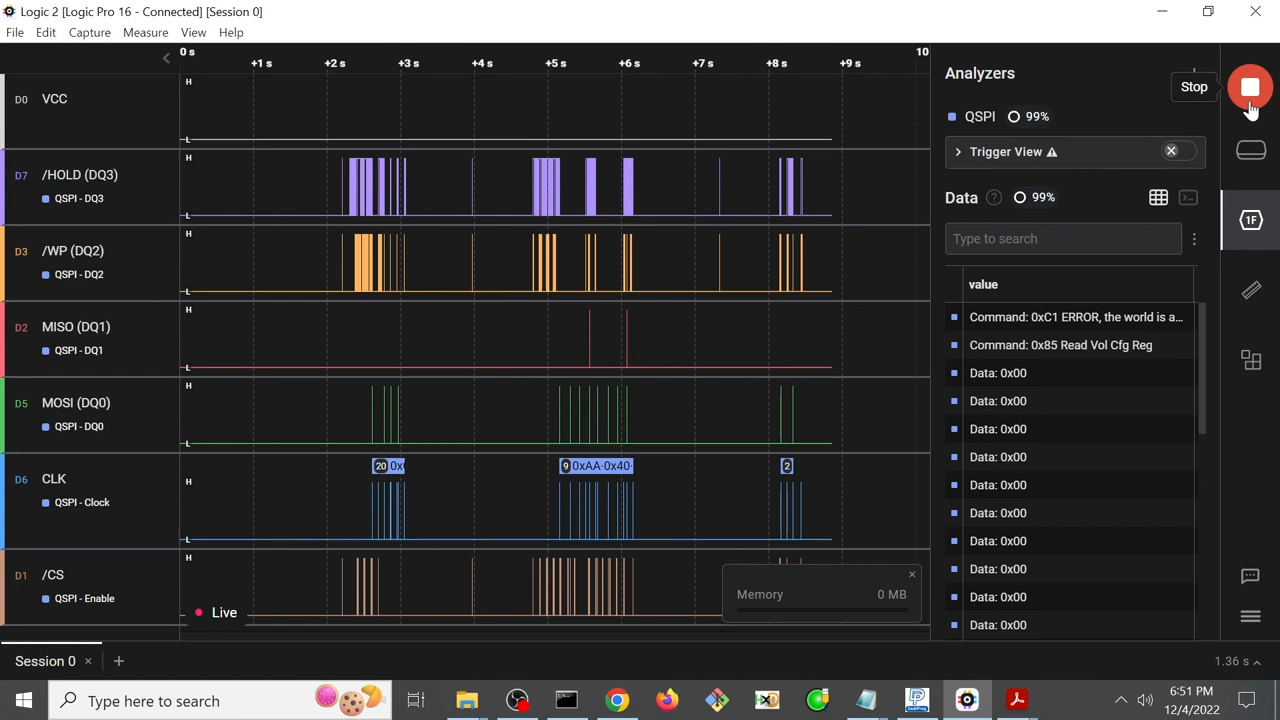 Logic 2 [Logic Pro 16 - Connected] [Session 0]
File Edit Capture Measure View Help
0 s
+1 s +2 s +3 s +4 s +5 s +6 s +7 s +8 s +9 s 10
D0 VCC
H
L
D7 /HOLD (DQ3)
QSPI - DQ3
H
L
D3 /WP (DQ2)
QSPI - DQ2
H
L
D2 MISO (DQ1)
QSPI - DQ1
H
L
D5 MOSI (DQ0)
QSPI - DQ0
H
L
D6 CLK
QSPI - Clock
20
9 0xAA·0x40·
2
H
L
D1 /CS
QSPI - Enable
H
Live
Memory 0 MB
Analyzers
Stop
QSPI 99%
Trigger View
Data ? 99%
Type to search
value
Command: 0xC1 ERROR, the world is a...
Command: 0x85 Read Vol Cfg Reg
Data: 0x00
Data: 0x00
Data: 0x00
Data: 0x00
Data: 0x00
Data: 0x00
Data: 0x00
Data: 0x00
Data: 0x00
Data: 0x00
1F
Session 0
1.36 s
Type here to search
6:51 PM
12/4/2022